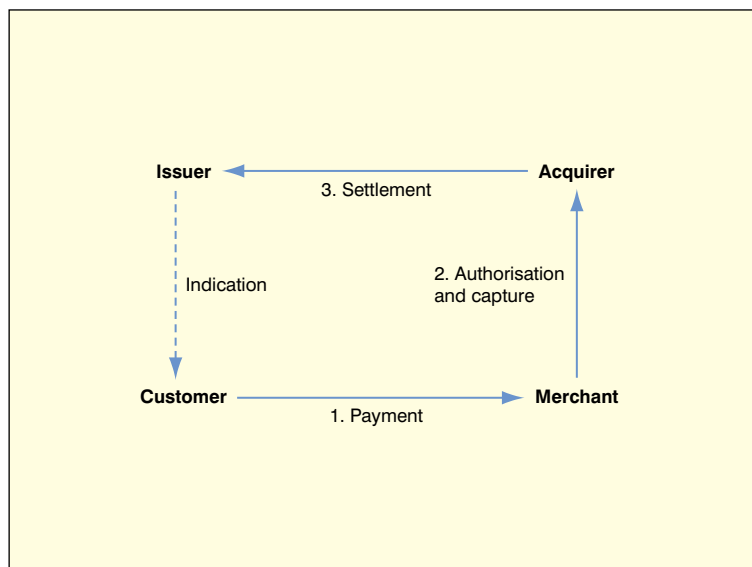 Issuer
Acquirer
3. Settlement
Indication
2. Authorisation
and capture
Customer
Merchant
1. Payment